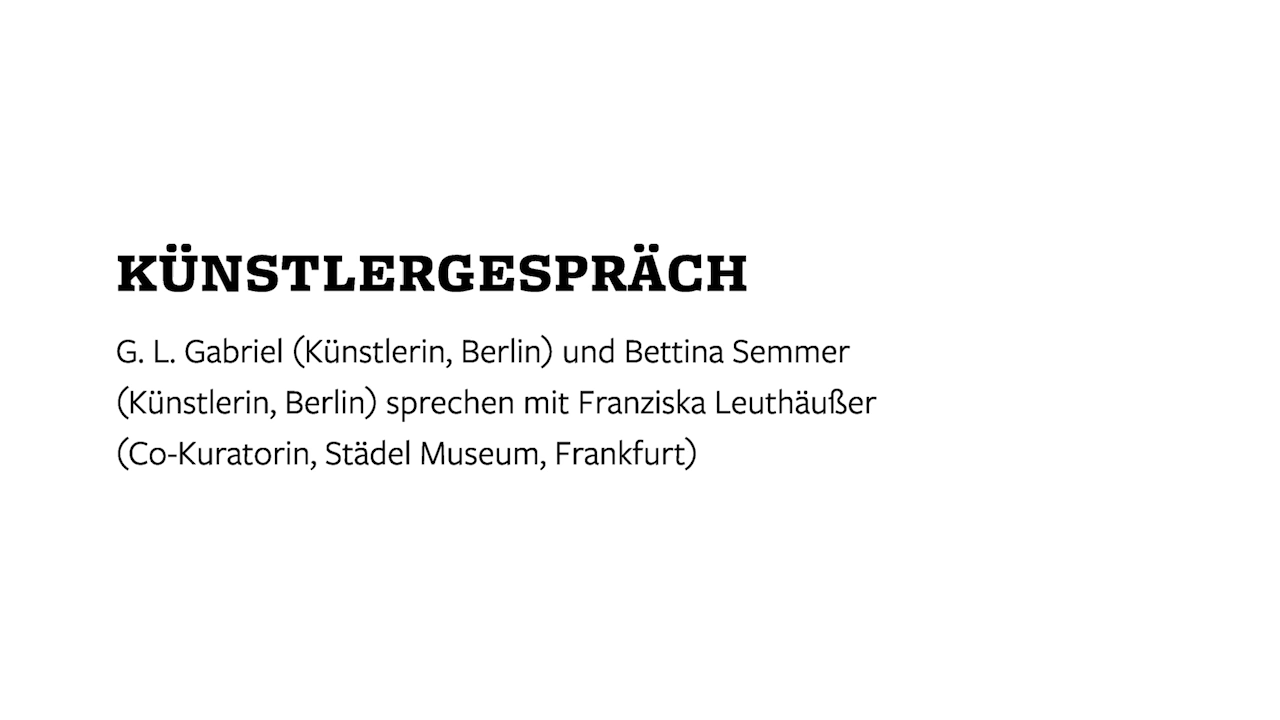 KÜNSTLERGESPRÄCH
G. L. Gabriel (Künstlerin, Berlin) und Bettina Semmer
(Künstlerin, Berlin) sprechen mit Franziska Leuthäußer
(Co-Kuratorin, Städel Museum, Frankfurt)